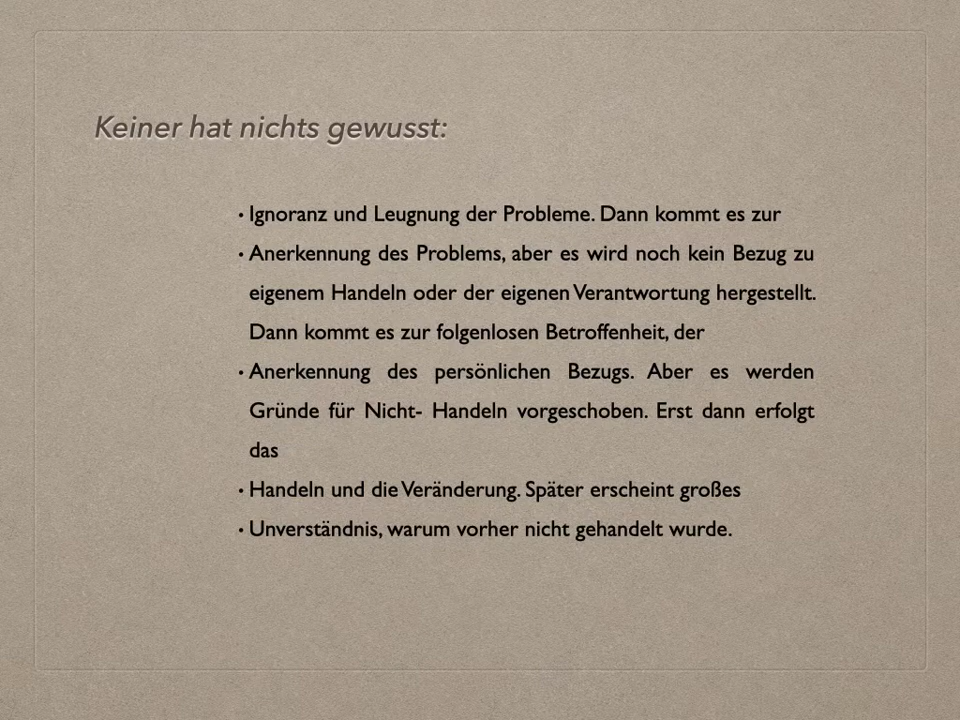 Keiner hat nichts gewusst:
• Ignoranz und Leugnung der Probleme. Dann kommt es zur
• Anerkennung des Problems, aber es wird noch kein Bezug zu
eigenem Handeln oder der eigenen Verantwortung hergestellt.
Dann kommt es zur folgenlosen Betroffenheit, der
• Anerkennung des persönlichen Bezugs. Aber es werden
Gründe für Nicht- Handeln vorgeschoben. Erst dann erfolgt
das
• Handeln und die Veränderung. Später erscheint großes
• Unverständnis, warum vorher nicht gehandelt wurde.